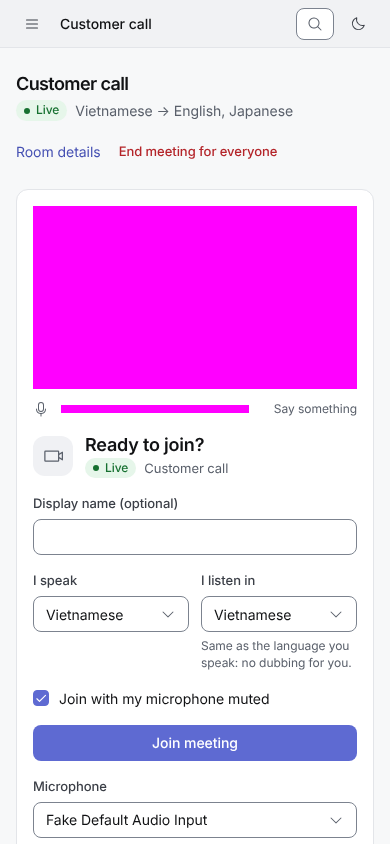 Customer call
Customer call
Live Vietnamese → English, Japanese
Room details End meeting for everyone
Say something
Ready to join?
Live Customer call
Display name (optional)
I speak
I listen in
Vietnamese
Vietnamese
Same as the language you
speak: no dubbing for you.
Join with my microphone muted
Join meeting
Microphone
Fake Default Audio Input